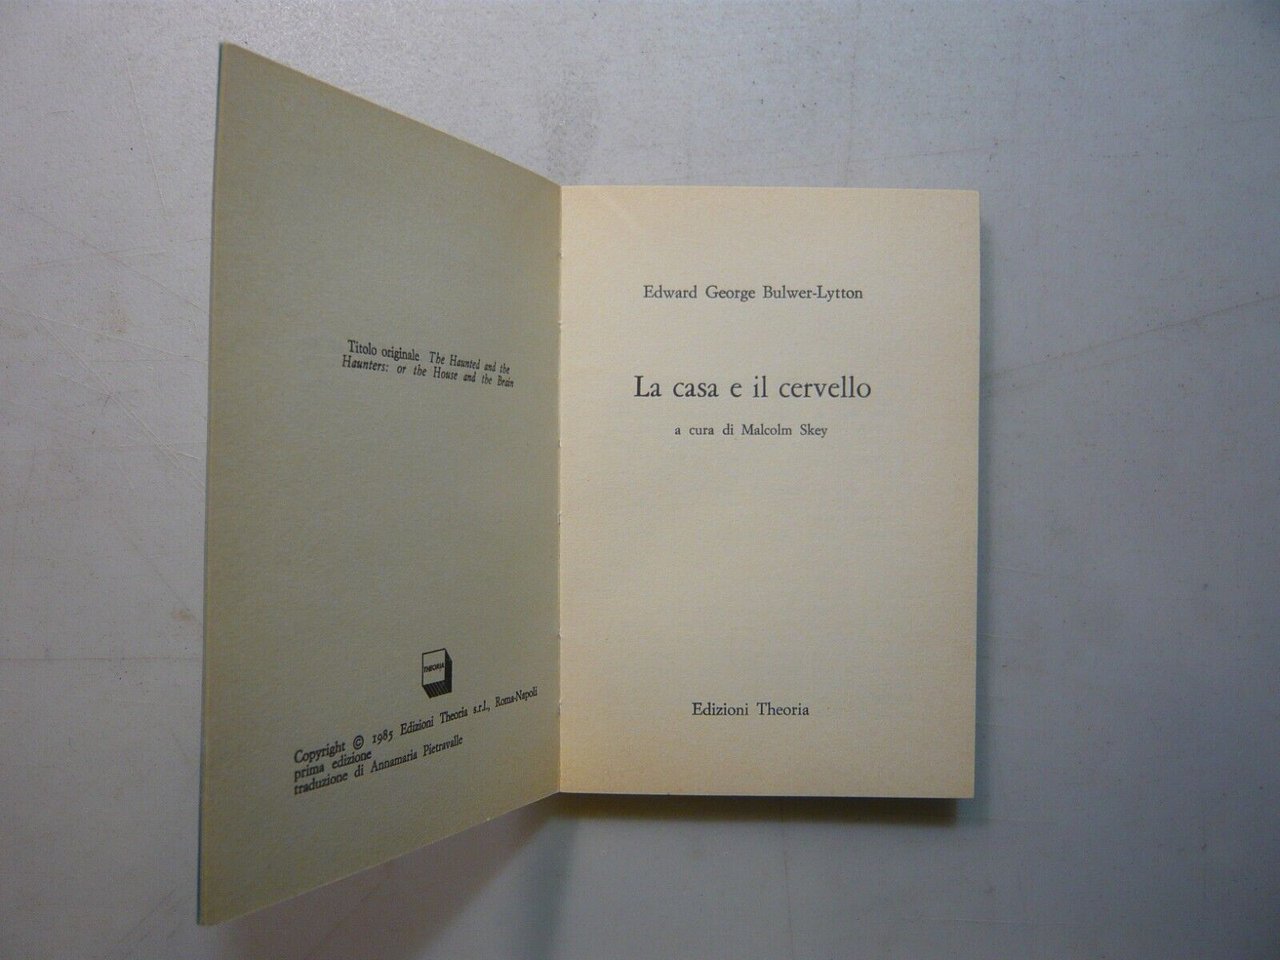 Titolo originale The Haunted and the
Haunters: or the House and the Brain
THEORIA
Copyright © 1985 Edizioni Theoria s.r.l., Roma-Napoli
prima edizione
traduzione di Annamaria Pietravalle
Edward George Bulwer-Lytton
La casa e il cervello
a cura di Malcolm Skey
Edizioni Theoria